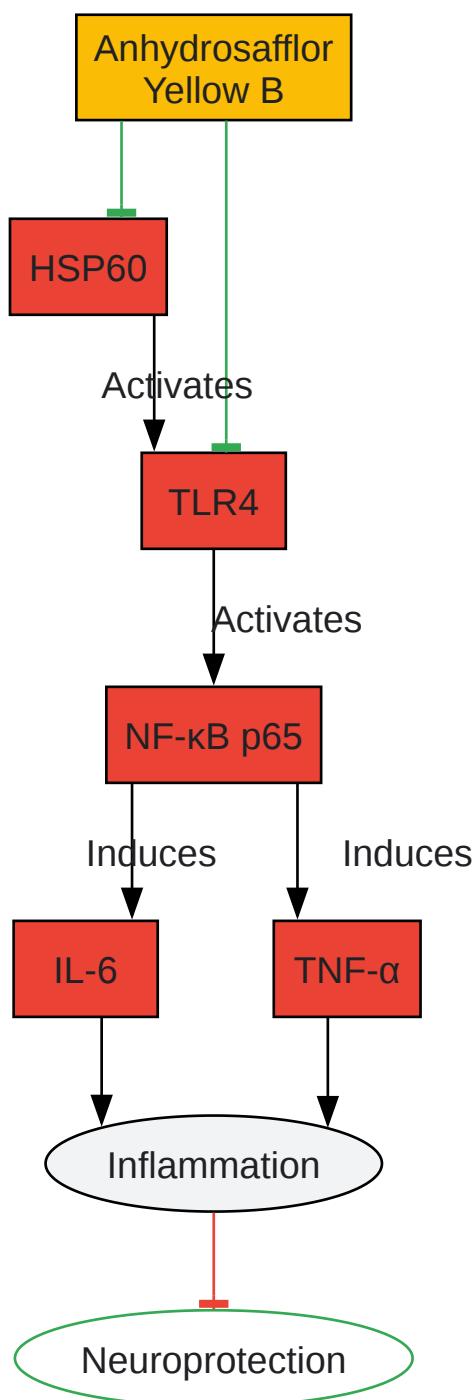 Anhydrosafflor
Yellow B
HSP60
Activates
TLR4
Activates
NF-κB p65
Induces
Induces
IL-6
TNF-α
Inflammation
Neuroprotection